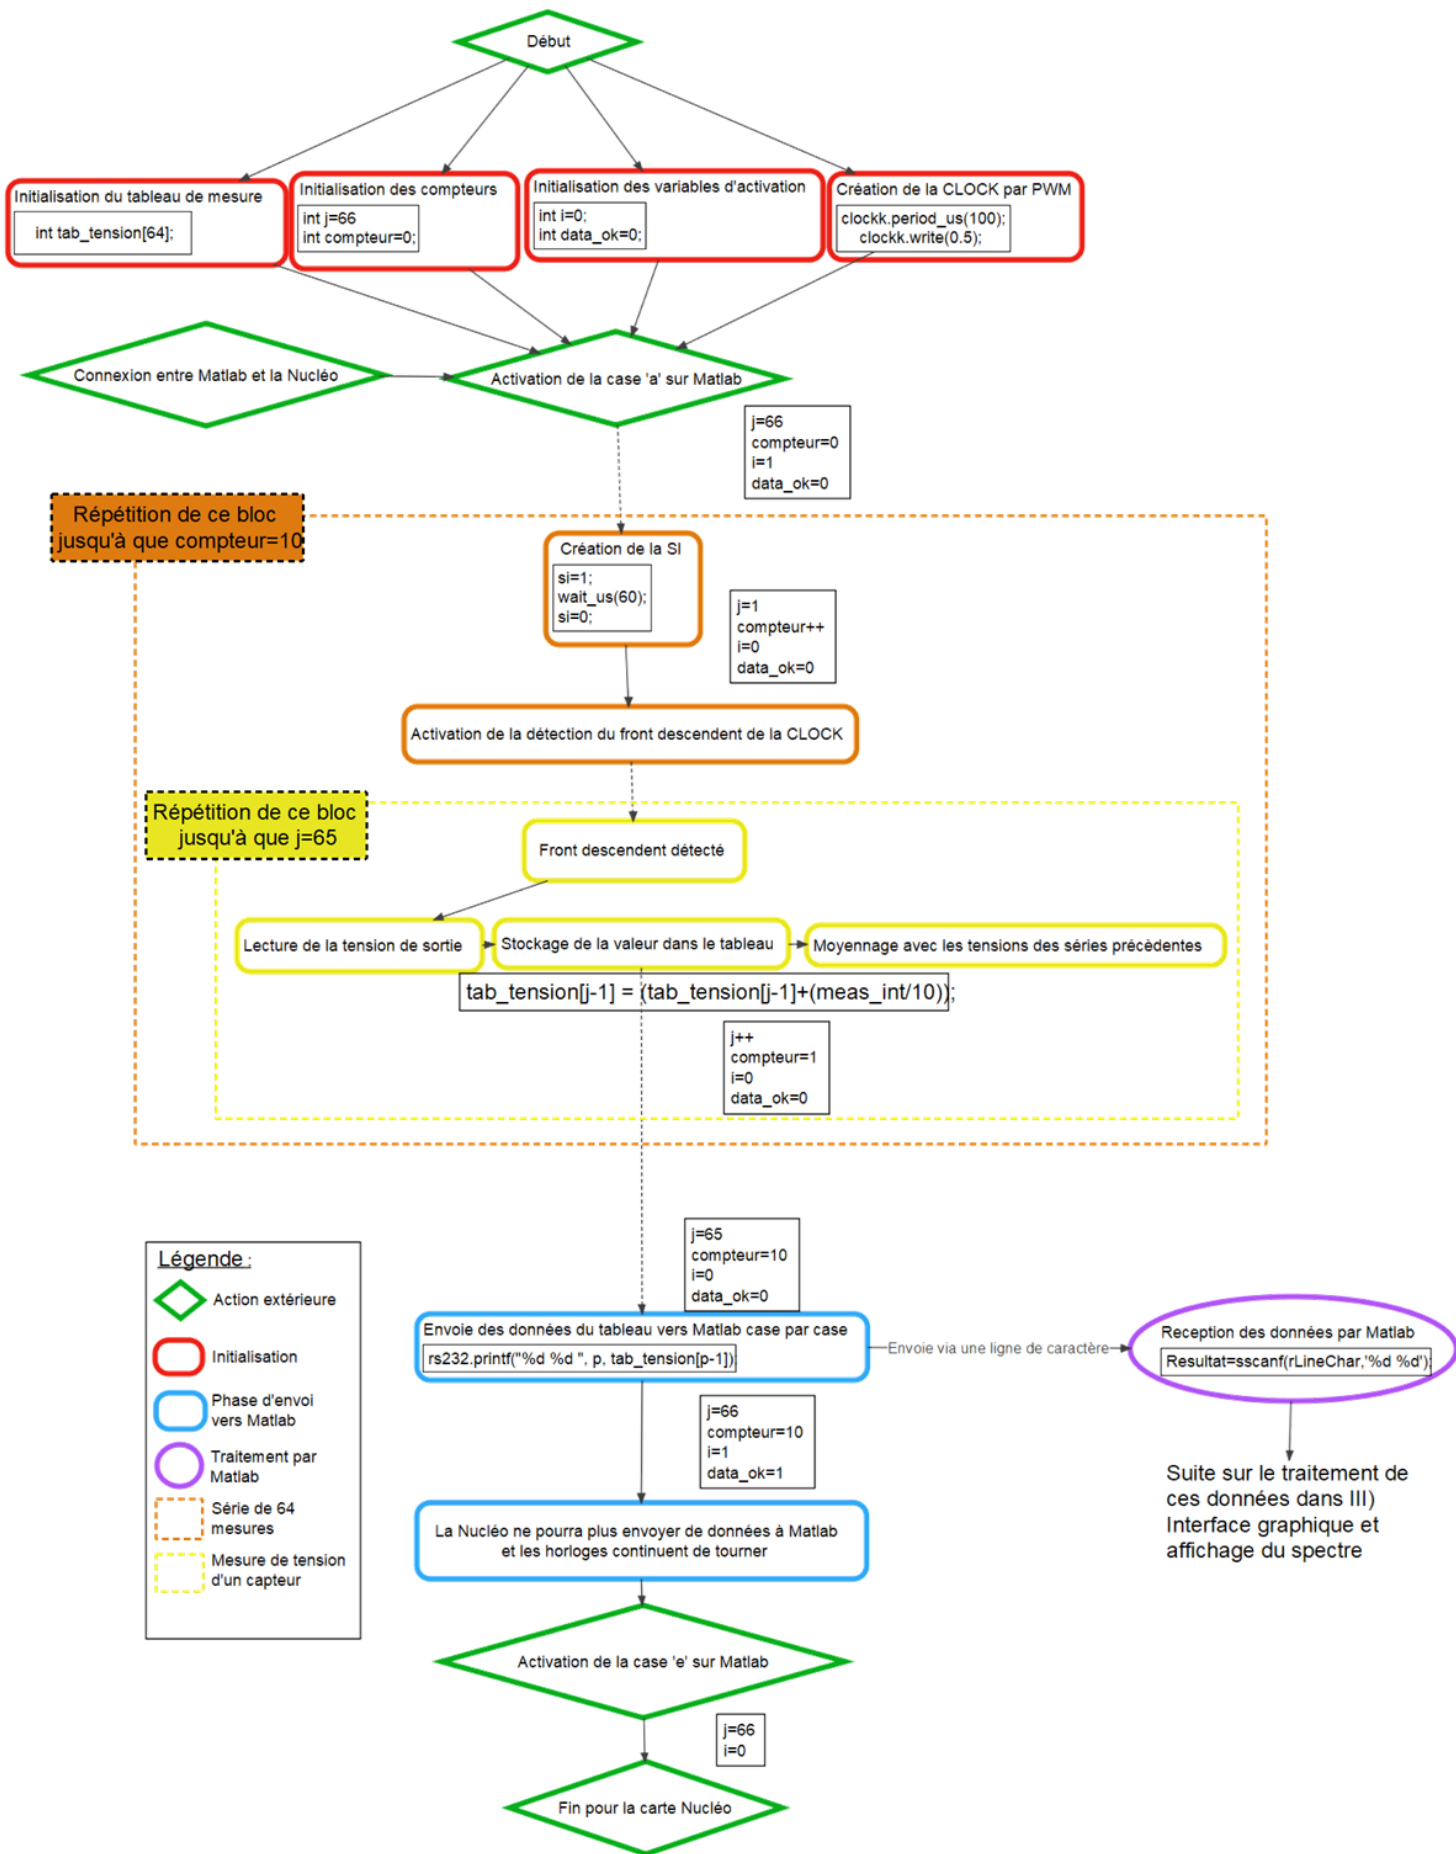 Début
Initialisation du tableau de mesure
int tab_tension[64];
Initialisation des compteurs
int j=66
int compteur=0;
Initialisation des variables d'activation
int i=0;
int data_ok=0;
Création de la CLOCK par PWM
clockk.period_us(100);
clockk.write(0.5);
Connexion entre Matlab et la Nucléo
Activation de la case 'a' sur Matlab
j=66
compteur=0
i=1
data_ok=0
Répétition de ce bloc
jusqu'à que compteur=10
Création de la SI
si=1;
wait_us(60);
si=0;
j=1
compteur++
i=0
data_ok=0
Activation de la détection du front descendent de la CLOCK
Répétition de ce bloc
jusqu'à que j=65
Front descendent détecté
Lecture de la tension de sortie
Stockage de la valeur dans le tableau
Moyennage avec les tensions des séries précèdentes
tab_tension[j-1] = (tab_tension[j-1]+(meas_int/10));
j++
compteur=1
i=0
data_ok=0
j=65
compteur=10
i=0
data_ok=0
Envoie des données du tableau vers Matlab case par case
rs232.printf("%d %d ", p, tab_tension[p-1]);
Envoie via une ligne de caractère
Reception des données par Matlab
Resultat=sscanf(rLineChar,'%d %d');
j=66
compteur=10
i=1
data_ok=1
Suite sur le traitement de
ces données dans III)
Interface graphique et
affichage du spectre
La Nucléo ne pourra plus envoyer de données à Matlab
et les horloges continuent de tourner
Activation de la case 'e' sur Matlab
j=66
i=0
Fin pour la carte Nucléo
Légende :
Action extérieure
Initialisation
Phase d'envoi
vers Matlab
Traitement par
Matlab
Série de 64
mesures
Mesure de tension
d'un capteur